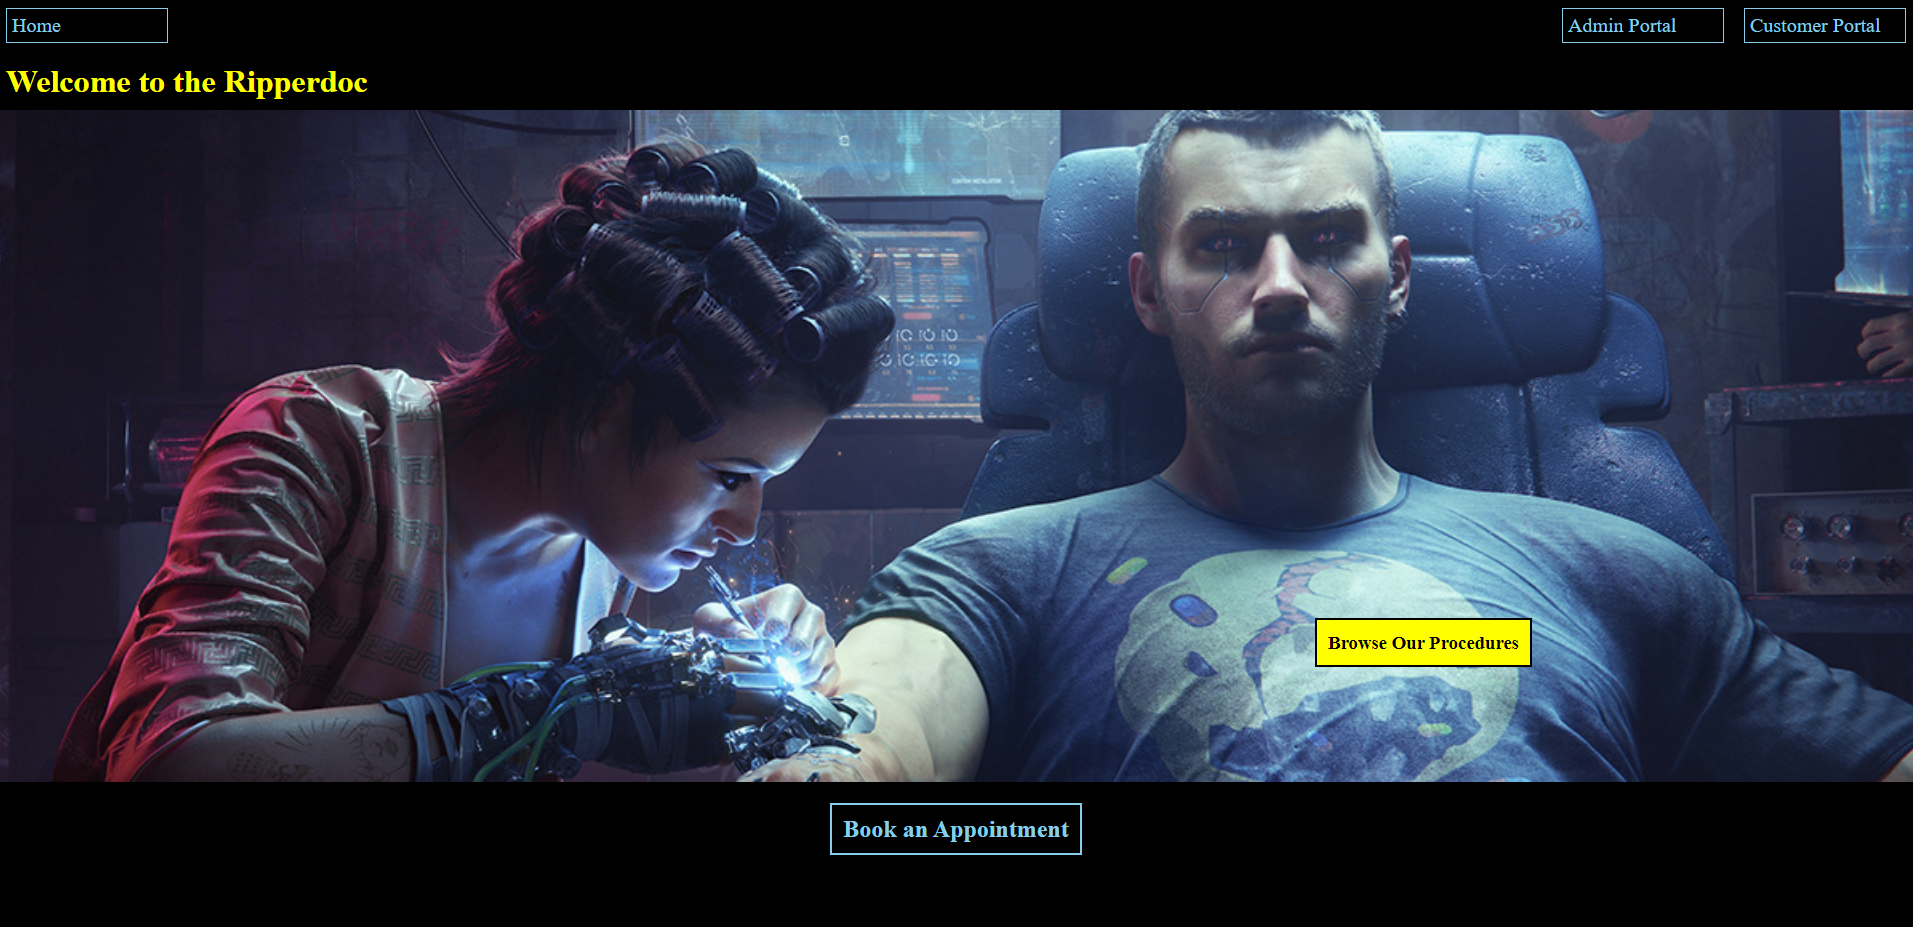 Home
Admin Portal
Customer Portal
Welcome to the Ripperdoc
Browse Our Procedures
Book an Appointment